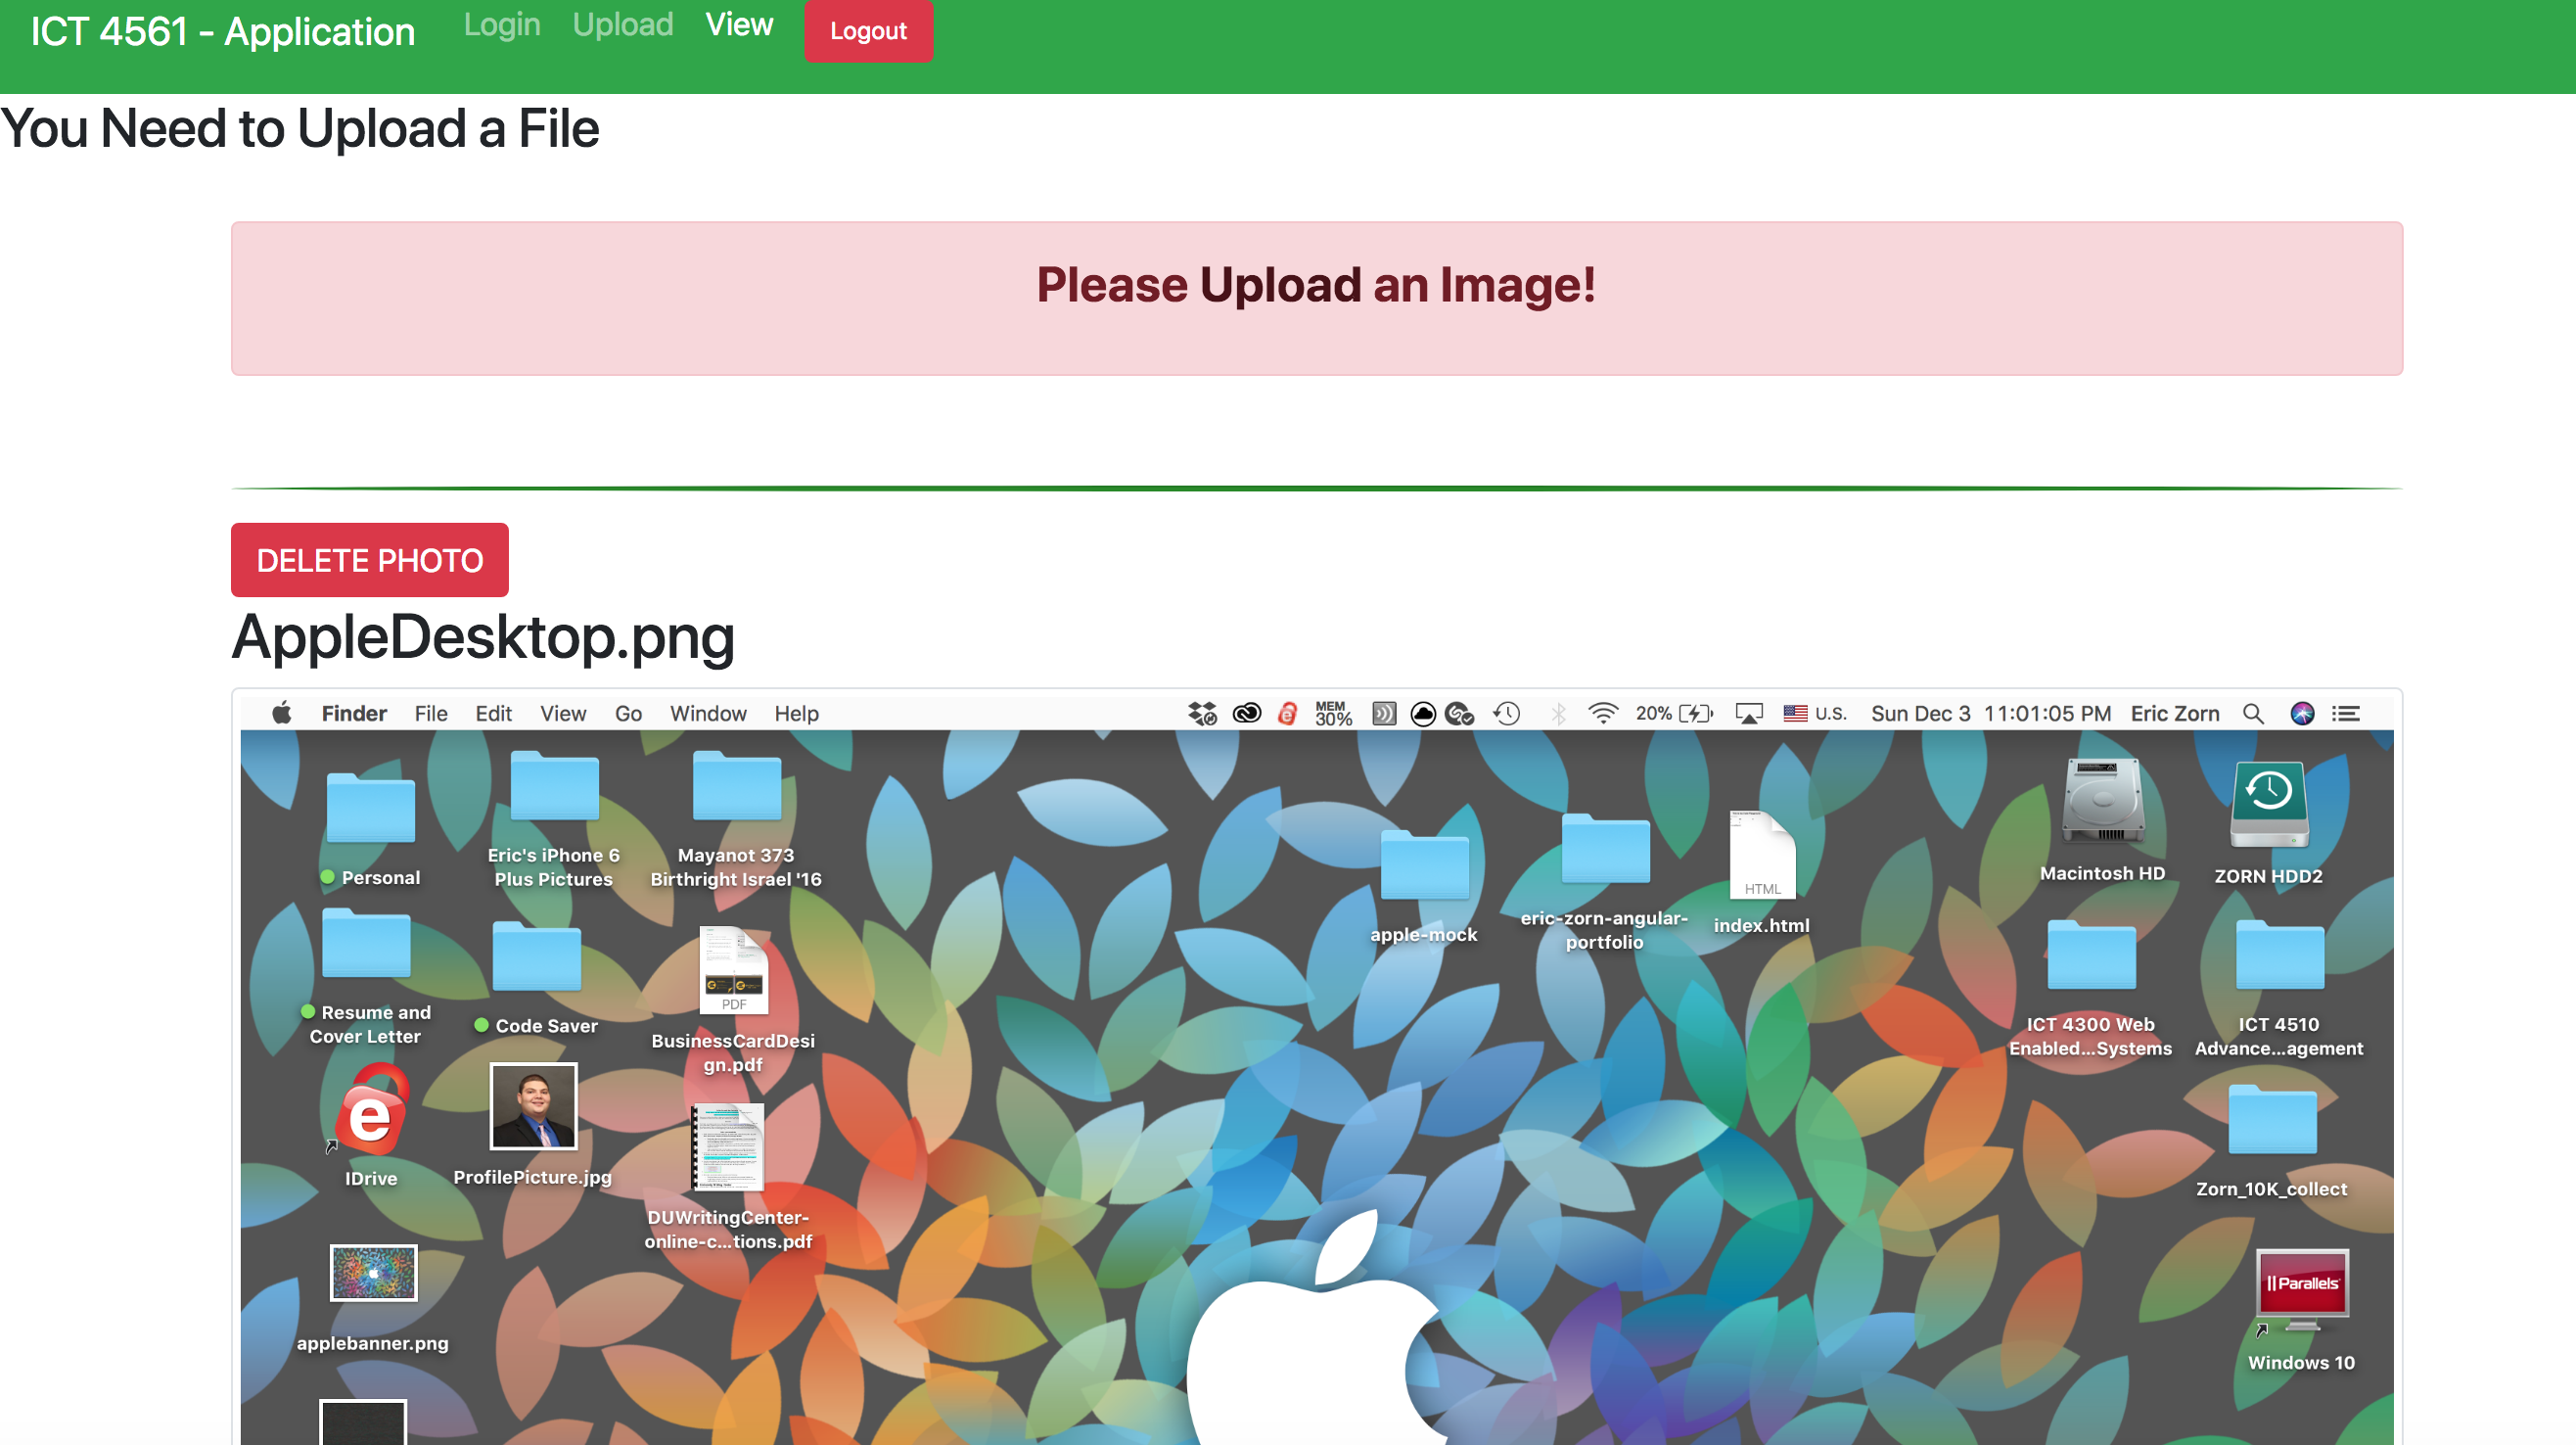 ICT 4561 - Application Login Upload View Logout
You Need to Upload a File
Please Upload an Image!
DELETE PHOTO
AppleDesktop.png
Finder File Edit View Go Window Help MEM 30% 20% U.S. Sun Dec 3 11:01:05 PM Eric Zorn
Personal
Eric's iPhone 6
Plus Pictures
Mayanot 373
Birthright Israel '16
apple-mock
eric-zorn-angular-
portfolio
HTML
index.html
Macintosh HD
ZORN HDD2
Resume and
Cover Letter
Code Saver
PDF
BusinessCardDesi
gn.pdf
ICT 4300 Web
Enabled...Systems
ICT 4510
Advance...agement
e
IDrive
ProfilePicture.jpg
DUWritingCenter-
online-c...tions.pdf
Zorn_10K_collect
applebanner.png
Parallels
Windows 10